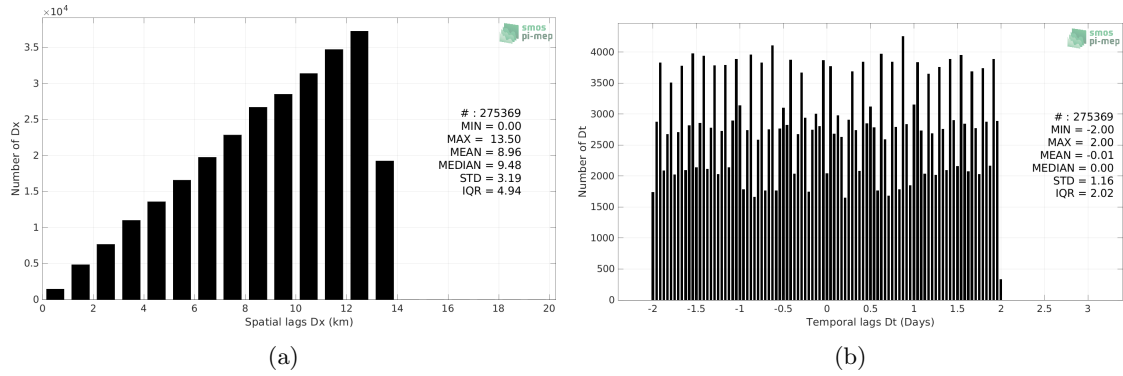 ×10⁴
3.5
3
2.5
2
1.5
1
0.5
0
0 2 4 6 8 10 12 14 16 18 20
Number of Dx
Spatial lags Dx (km)
smos
pi-mep
# : 275369
MIN = 0.00
MAX = 13.50
MEAN = 8.96
MEDIAN = 9.48
STD = 3.19
IQR = 4.94
(a)
4000
3500
3000
2500
2000
1500
1000
500
0
-2 -1.5 -1 -0.5 0 0.5 1 1.5 2 2.5 3
Number of Dt
Temporal lags Dt (Days)
smos
pi-mep
# : 275369
MIN = -2.00
MAX = 2.00
MEAN = -0.01
MEDIAN = 0.00
STD = 1.16
IQR = 2.02
(b)